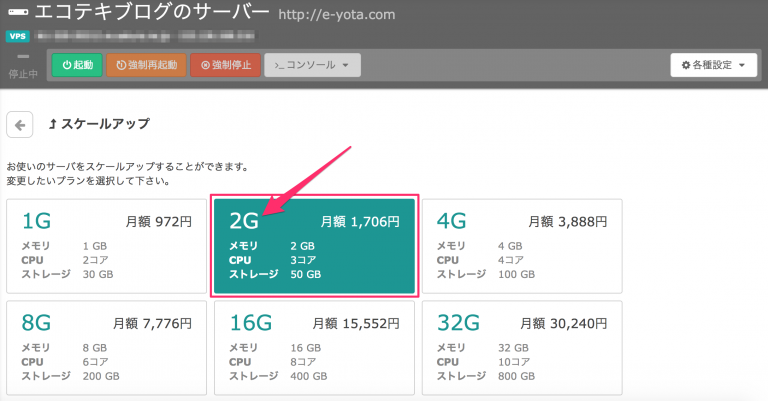 エコテキブログのサーバー http://e-yota.com
VPS
停止中
起動 強制再起動 強制停止 >_ コンソール 各種設定
スケールアップ
お使いのサーバをスケールアップすることができます。
変更したいプランを選択して下さい。
1G 月額 972円
メモリ 1 GB
CPU 2コア
ストレージ 30 GB
2G 月額 1,706円
メモリ 2 GB
CPU 3コア
ストレージ 50 GB
4G 月額 3,888円
メモリ 4 GB
CPU 4コア
ストレージ 100 GB
8G 月額 7,776円
メモリ 8 GB
CPU 6コア
ストレージ 200 GB
16G 月額 15,552円
メモリ 16 GB
CPU 8コア
ストレージ 400 GB
32G 月額 30,240円
メモリ 32 GB
CPU 10コア
ストレージ 800 GB